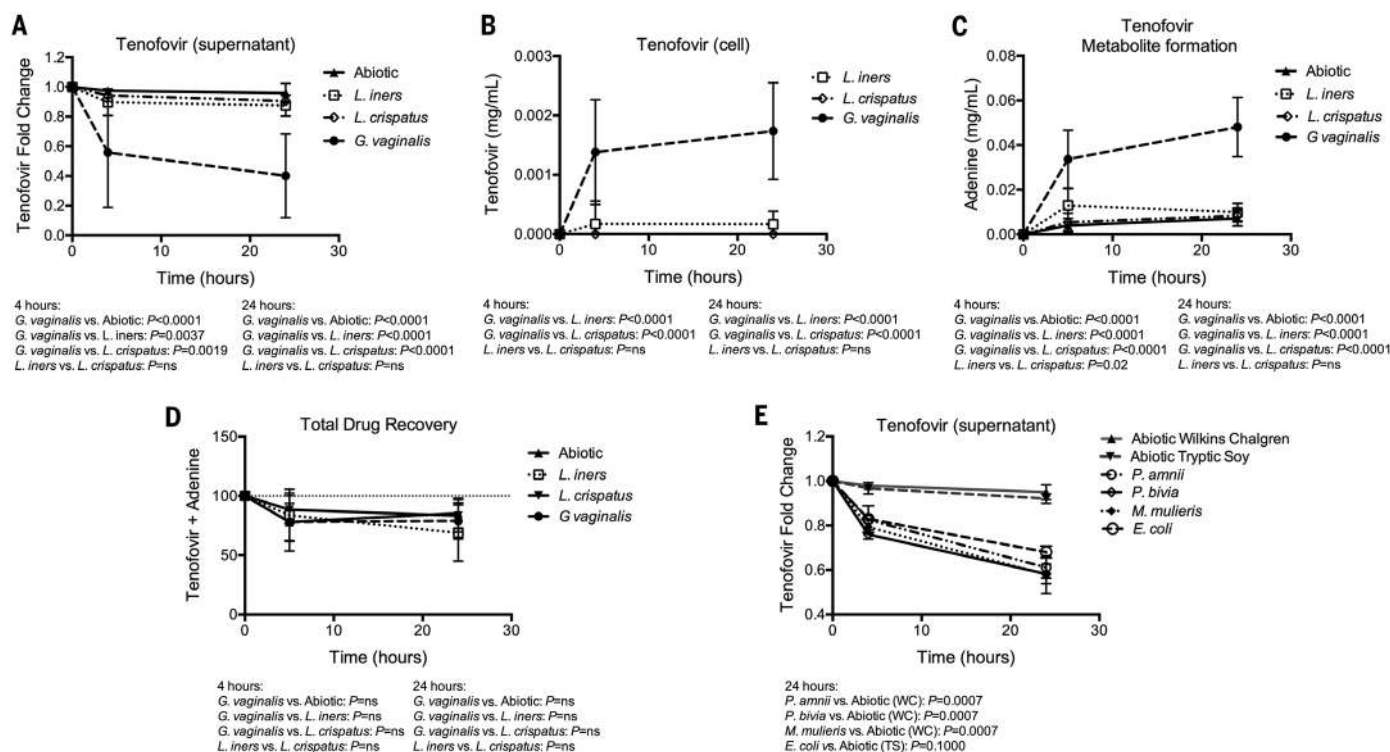 A
Tenofovir (supernatant)
Tenofovir Fold Change
1.2
1.0
0.8
0.6
0.4
0.2
0.0
0 10 20 30
Time (hours)
Abiotic
L. iners
L. crispatus
G. vaginalis
4 hours:
G. vaginalis vs. Abiotic: P<0.0001
G. vaginalis vs. L. iners: P=0.0037
G. vaginalis vs. L. crispatus: P=0.0019
L. iners vs. L. crispatus: P=ns
24 hours:
G. vaginalis vs. Abiotic: P<0.0001
G. vaginalis vs. L. iners: P<0.0001
G. vaginalis vs. L. crispatus: P<0.0001
L. iners vs. L. crispatus: P=ns
B
Tenofovir (cell)
Tenofovir (mg/mL)
0.003
0.002
0.001
0.000
0 10 20 30
Time (hours)
L. iners
L. crispatus
G. vaginalis
4 hours:
G. vaginalis vs. L. iners: P<0.0001
G. vaginalis vs. L. crispatus: P<0.0001
L. iners vs. L. crispatus: P=ns
24 hours:
G. vaginalis vs. L. iners: P<0.0001
G. vaginalis vs. L. crispatus: P<0.0001
L. iners vs. L. crispatus: P=ns
C
Tenofovir
Metabolite formation
Adenine (mg/mL)
0.08
0.06
0.04
0.02
0.00
0 10 20 30
Time (hours)
Abiotic
L. iners
L. crispatus
G. vaginalis
4 hours:
G. vaginalis vs. Abiotic: P<0.0001
G. vaginalis vs. L. iners: P<0.0001
G. vaginalis vs. L. crispatus: P<0.0001
L. iners vs. L. crispatus: P=0.02
24 hours:
G. vaginalis vs. Abiotic: P<0.0001
G. vaginalis vs. L. iners: P<0.0001
G. vaginalis vs. L. crispatus: P<0.0001
L. iners vs. L. crispatus: P=ns
D
Total Drug Recovery
Tenofovir + Adenine
150
100
50
0
0 10 20 30
Time (hours)
Abiotic
L. iners
L. crispatus
G vaginalis
4 hours:
G. vaginalis vs. Abiotic: P=ns
G. vaginalis vs. L. iners: P=ns
G. vaginalis vs. L. crispatus: P=ns
L. iners vs. L. crispatus: P=ns
24 hours:
G. vaginalis vs. Abiotic: P=ns
G. vaginalis vs. L. iners: P=ns
G. vaginalis vs. L. crispatus: P=ns
L. iners vs. L. crispatus: P=ns
E
Tenofovir (supernatant)
Tenofovir Fold Change
1.2
1.0
0.8
0.6
0.4
0 10 20 30
Time (hours)
Abiotic Wilkins Chalgren
Abiotic Tryptic Soy
P. amnii
P. bivia
M. mulieris
E. coli
24 hours:
P. amnii vs. Abiotic (WC): P=0.0007
P. bivia vs. Abiotic (WC): P=0.0007
M. mulieris vs. Abiotic (WC): P=0.0007
E. coli vs. Abiotic (TS): P=0.1000